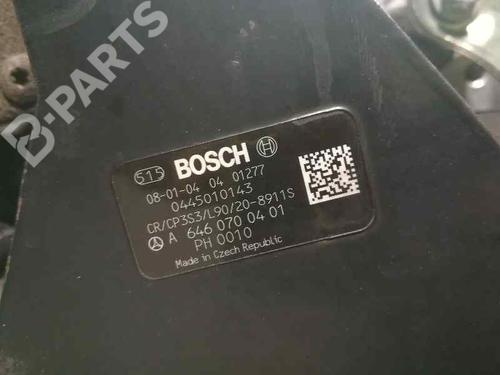 B-PARTS
515 BOSCH
08-01-04 04 01277
0445010143
CR/CP3S3/L90/20-8911S
A 646 070 04 01
PH 0010
Made in Czech Republic
B-PARTS